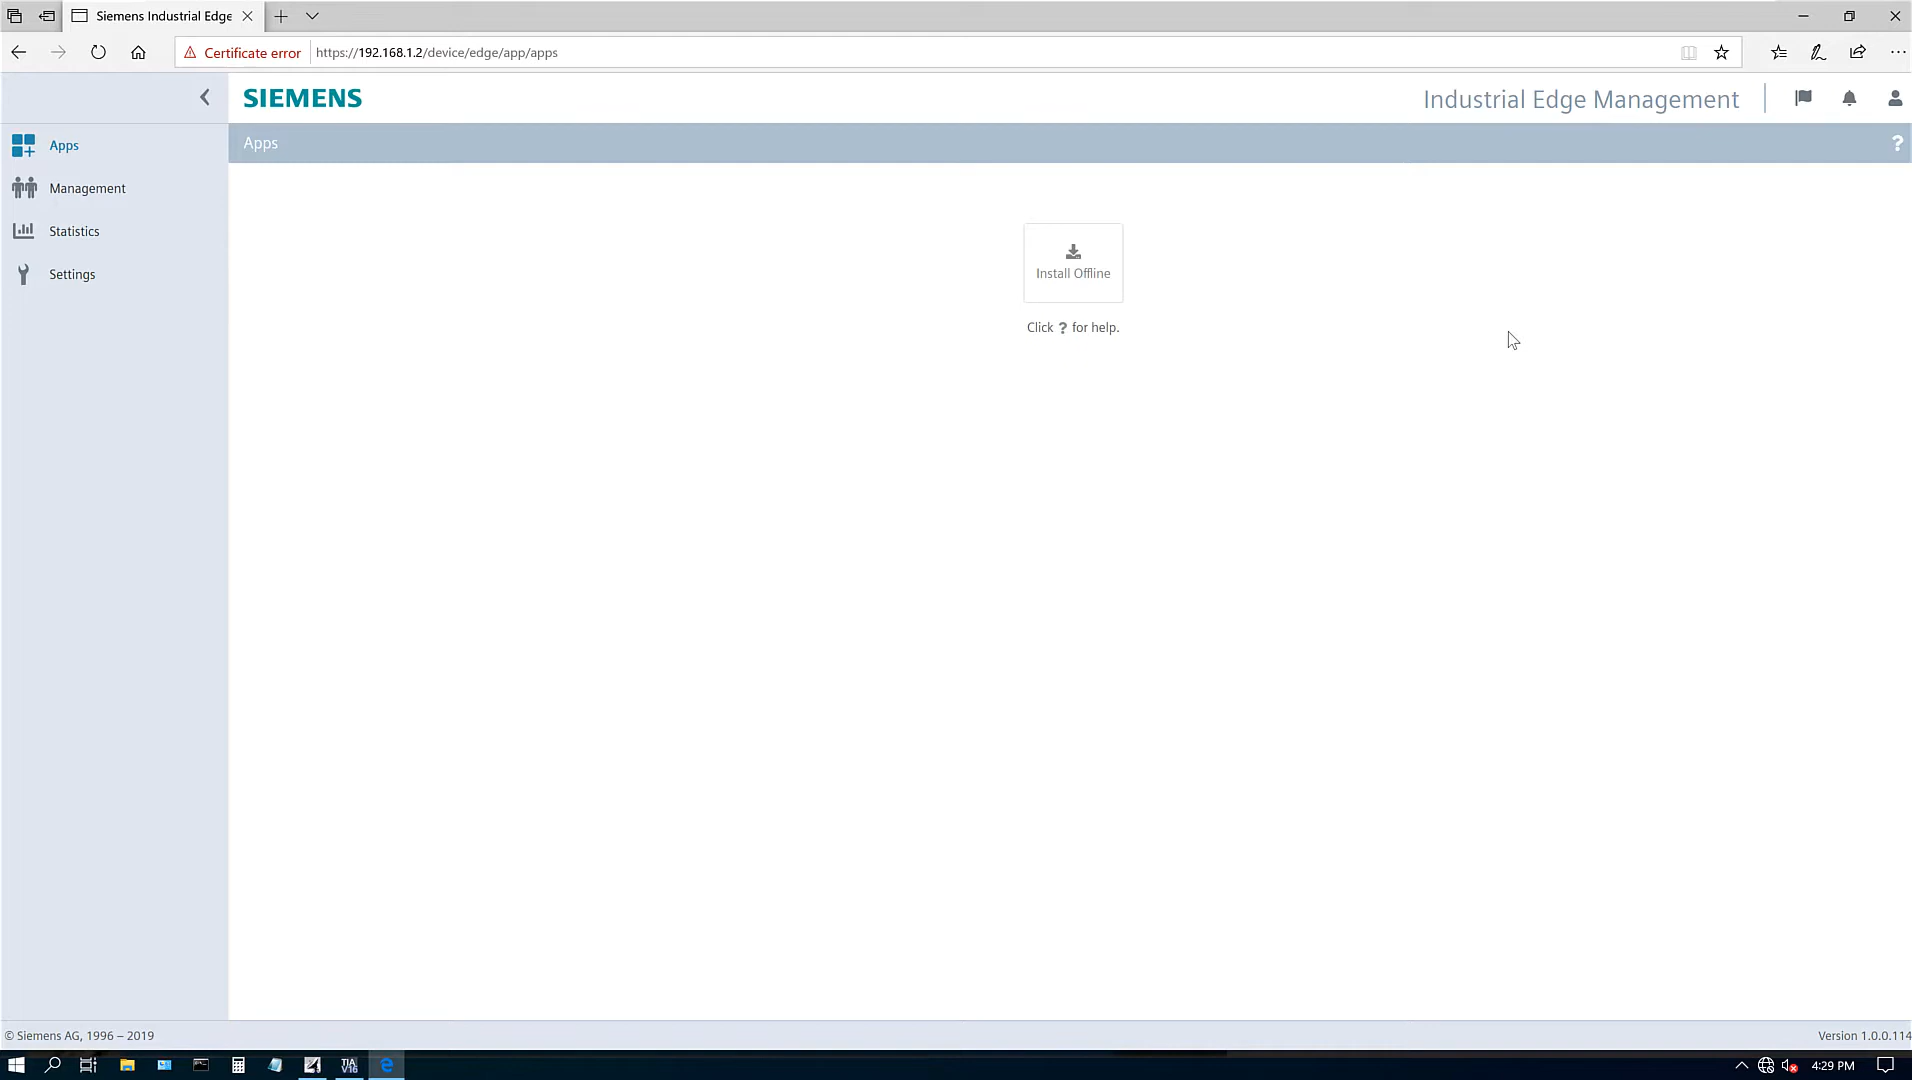 Siemens Industrial Edge
Certificate error
https://192.168.1.2/device/edge/app/apps
SIEMENS
Industrial Edge Management
Apps
Apps
?
Management
Statistics
Settings
Install Offline
Click ? for help.
© Siemens AG, 1996 – 2019
Version 1.0.0.114
TIA
V16
4:29 PM